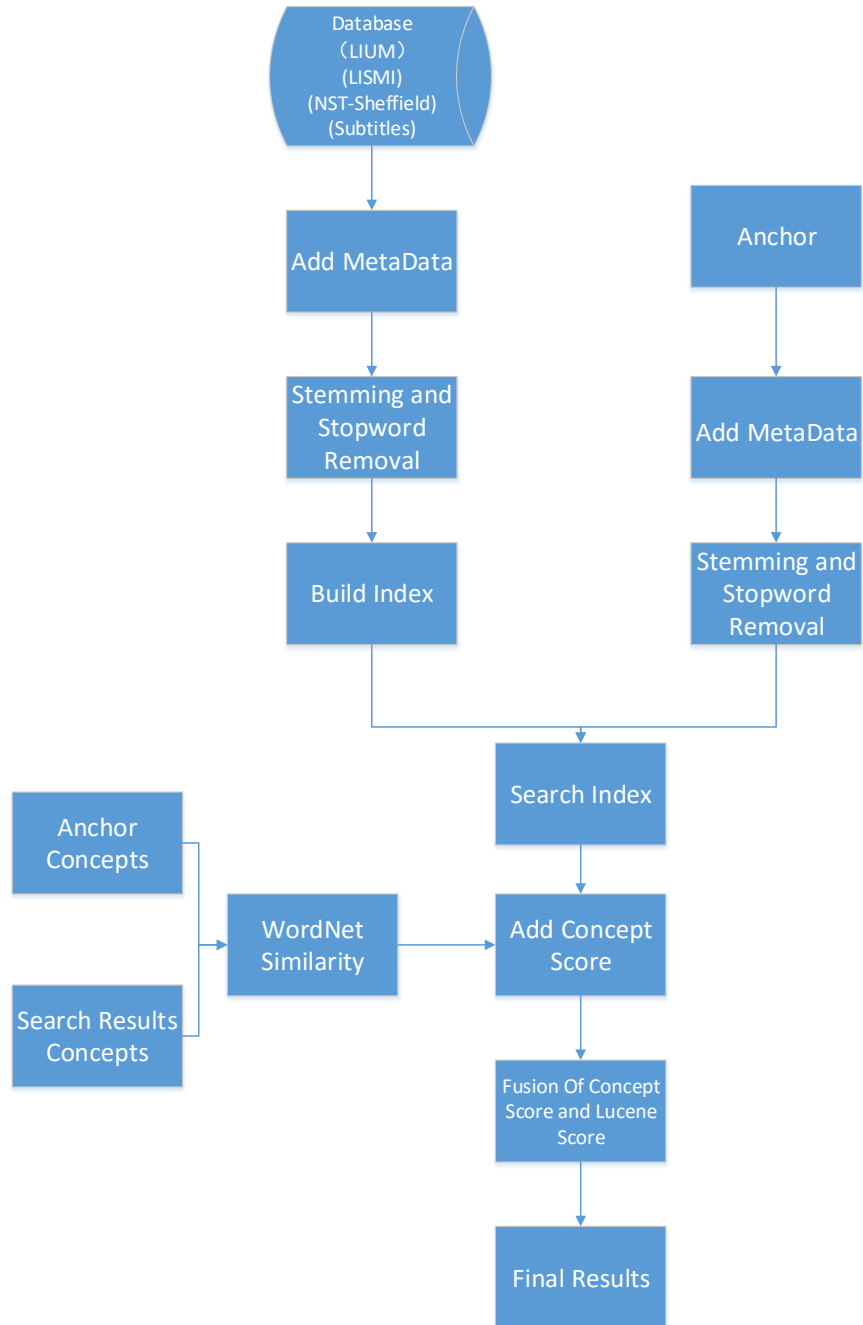 Database
（LIUM）
(LISMI)
(NST-Sheffield)
(Subtitles)
Add MetaData
Stemming and
Stopword
Removal
Build Index
Anchor
Add MetaData
Stemming and
Stopword
Removal
Search Index
Anchor
Concepts
Search Results
Concepts
WordNet
Similarity
Add Concept
Score
Fusion Of Concept
Score and Lucene
Score
Final Results